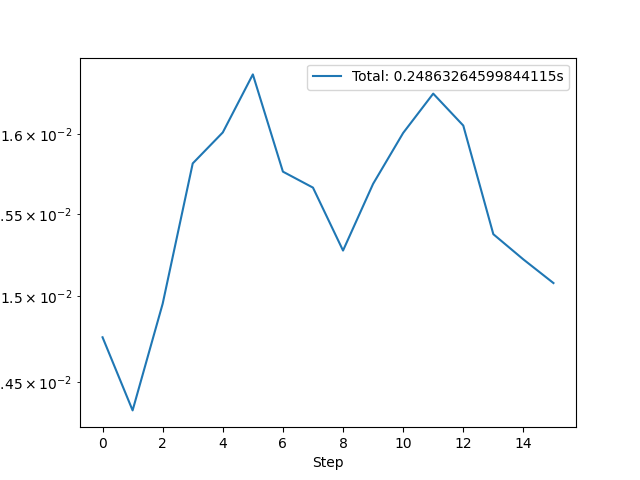 Total: 0.24863264599844115s
1.6 × 10⁻²
.55 × 10⁻²
1.5 × 10⁻²
.45 × 10⁻²
0 2 4 6 8 10 12 14
Step